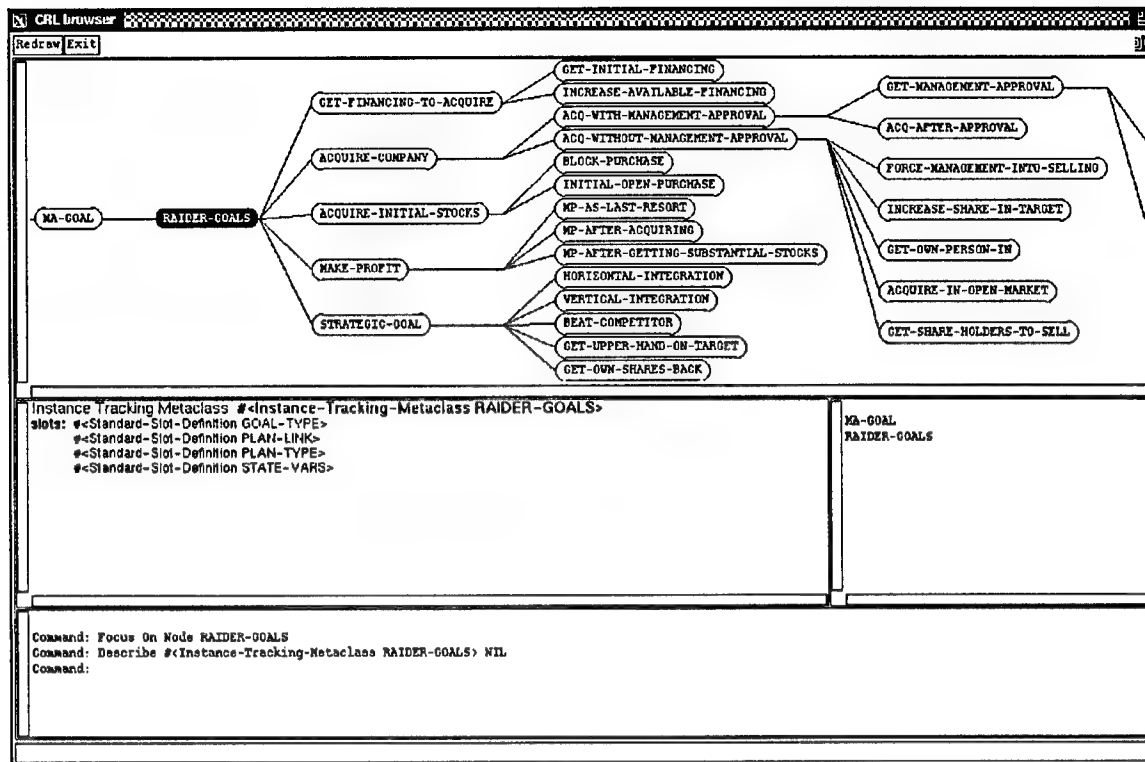 CRL browser
Redraw Exit
GET-INITIAL-FINANCING
GET-FINANCING-TO-ACQUIRE
INCREASE-AVAILABLE-FINANCING
GET-MANAGEMENT-APPROVAL
ACQ-WITH-MANAGEMENT-APPROVAL
ACQ-AFTER-APPROVAL
ACQ-WITHOUT-MANAGEMENT-APPROVAL
ACQUIRE-COMPANY
BLOCK-PURCHASE
FORCE-MANAGEMENT-INTO-SELLING
INITIAL-OPEN-PURCHASE
MA-GOAL
RAIDER-GOALS
ACQUIRE-INITIAL-STOCKS
MP-AS-LAST-RESORT
INCREASE-SHARE-IN-TARGET
MP-AFTER-ACQUIRING
GET-OWN-PERSON-IN
MP-AFTER-GETTING-SUBSTANTIAL-STOCKS
MAKE-PROFIT
HORIZONTAL-INTEGRATION
ACQUIRE-IN-OPEN-MARKET
VERTICAL-INTEGRATION
STRATEGIC-GOAL
BEAT-COMPETITOR
GET-SHARE-HOLDERS-TO-SELL
GET-UPPER-HAND-ON-TARGET
GET-OWN-SHARES-BACK
Instance Tracking Metaclass #<Instance-Tracking-Metaclass RAIDER-GOALS>
slots: #<Standard-Slot-Definition GOAL-TYPE>
#<Standard-Slot-Definition PLAN-LINK>
#<Standard-Slot-Definition PLAN-TYPE>
#<Standard-Slot-Definition STATE-VARS>
MA-GOAL
RAIDER-GOALS
Command: Focus On Node RAIDER-GOALS
Command: Describe #<Instance-Tracking-Metaclass RAIDER-GOALS> NIL
Command: